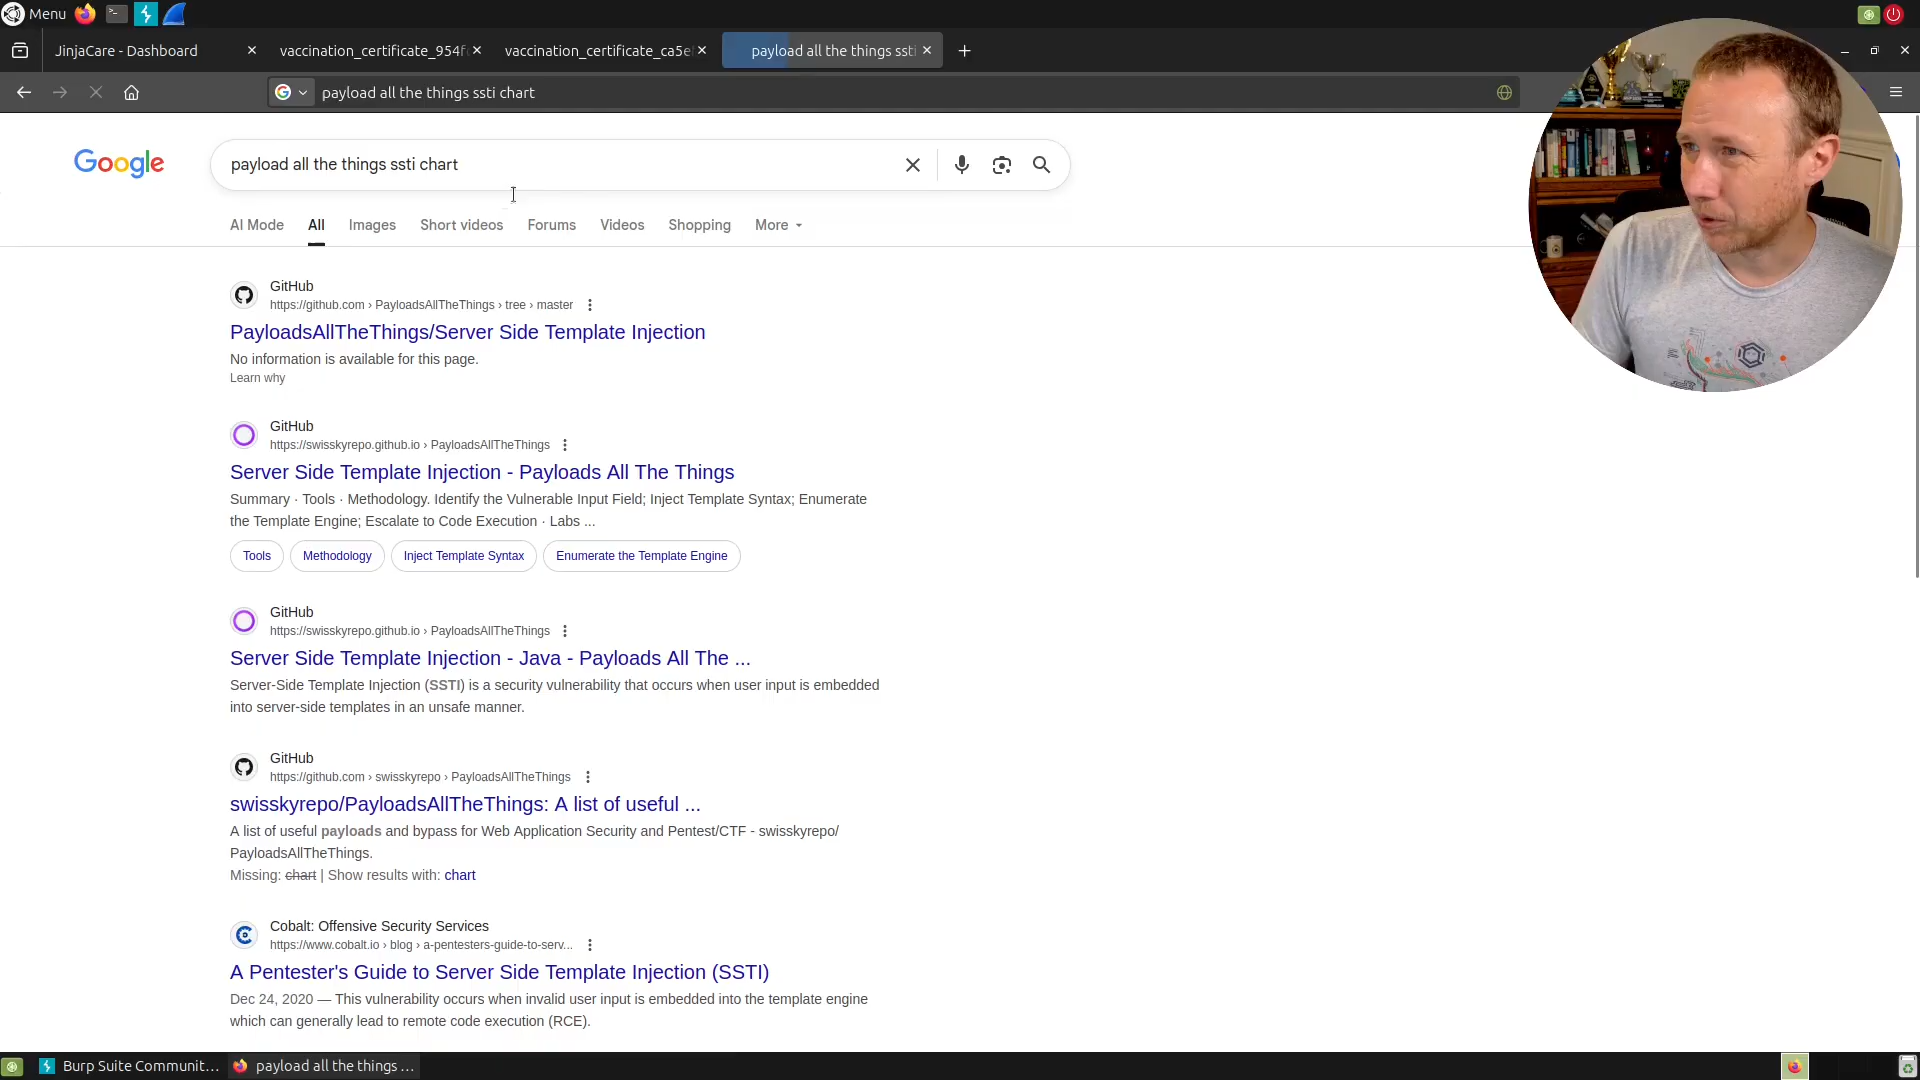 Menu
JinjaCare - Dashboard
vaccination_certificate_954f
vaccination_certificate_ca5e
payload all the things ssti
payload all the things ssti chart
Google
payload all the things ssti chart
AI Mode
All
Images
Short videos
Forums
Videos
Shopping
More
GitHub
https://github.com › PayloadsAllTheThings › tree › master
PayloadsAllTheThings/Server Side Template Injection
No information is available for this page.
Learn why
GitHub
https://swisskyrepo.github.io › PayloadsAllTheThings
Server Side Template Injection - Payloads All The Things
Summary · Tools · Methodology. Identify the Vulnerable Input Field; Inject Template Syntax; Enumerate
the Template Engine; Escalate to Code Execution · Labs ...
Tools
Methodology
Inject Template Syntax
Enumerate the Template Engine
GitHub
https://swisskyrepo.github.io › PayloadsAllTheThings
Server Side Template Injection - Java - Payloads All The ...
Server-Side Template Injection (SSTI) is a security vulnerability that occurs when user input is embedded
into server-side templates in an unsafe manner.
GitHub
https://github.com › swisskyrepo › PayloadsAllTheThings
swisskyrepo/PayloadsAllTheThings: A list of useful ...
A list of useful payloads and bypass for Web Application Security and Pentest/CTF - swisskyrepo/
PayloadsAllTheThings.
Missing: chart | Show results with: chart
Cobalt: Offensive Security Services
https://www.cobalt.io › blog › a-pentesters-guide-to-serv...
A Pentester's Guide to Server Side Template Injection (SSTI)
Dec 24, 2020 — This vulnerability occurs when invalid user input is embedded into the template engine
which can generally lead to remote code execution (RCE).
Burp Suite Communit...
payload all the things ...